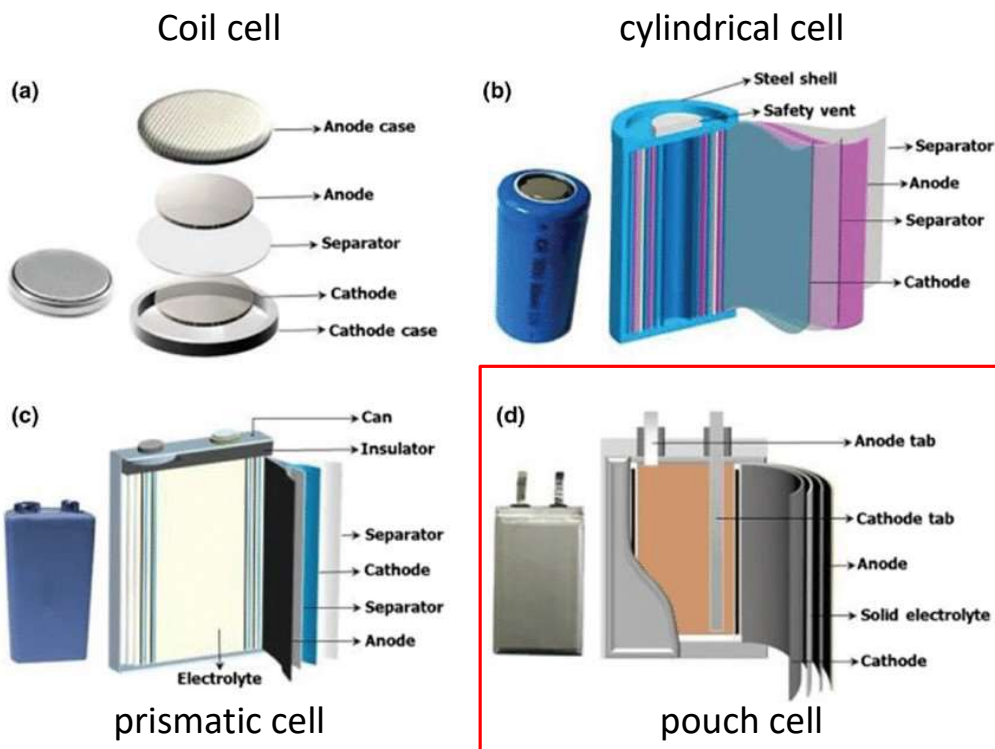 Coil cell
cylindrical cell
(a)
Anode case
Anode
Separator
Cathode
Cathode case
(b)
Steel shell
Safety vent
Separator
Anode
Separator
Cathode
(c)
Can
Insulator
Separator
Cathode
Separator
Anode
Electrolyte
prismatic cell
(d)
Anode tab
Cathode tab
Anode
Solid electrolyte
Cathode
pouch cell